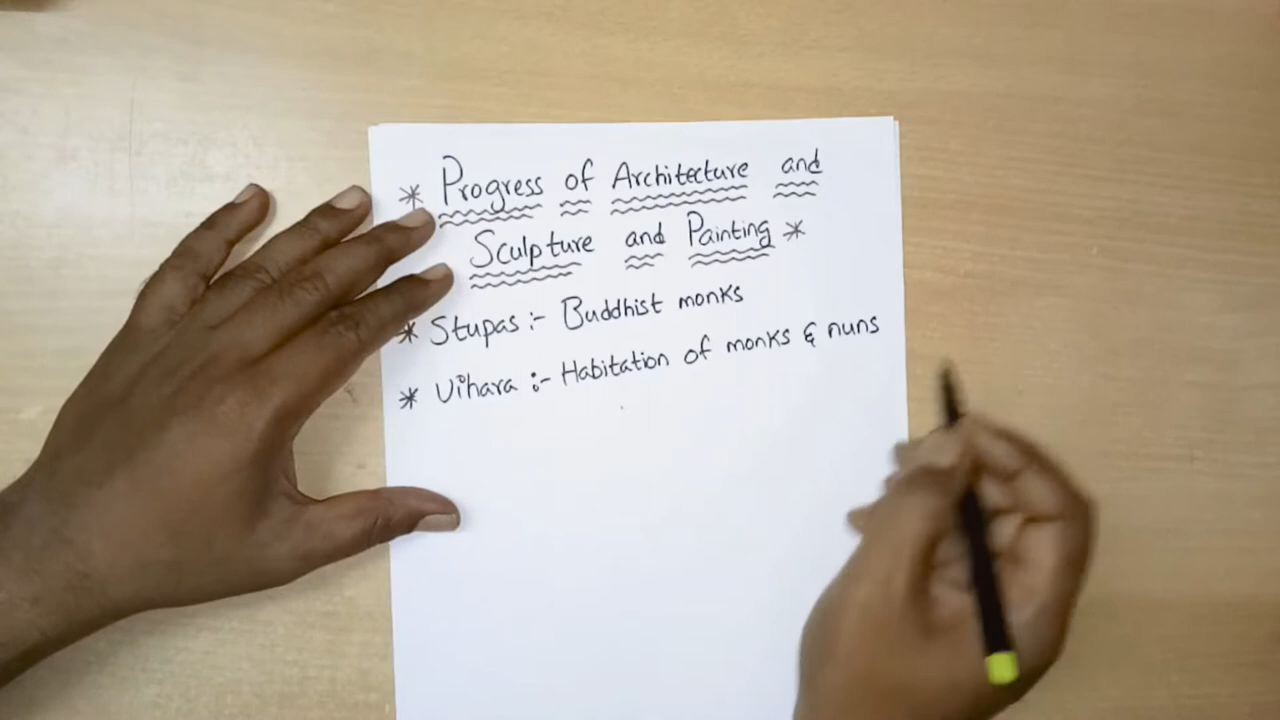 * Progress of Architecture and
Sculpture and Painting *
* Stupas :- Buddhist monks
* Vihara :- Habitation of monks & nuns